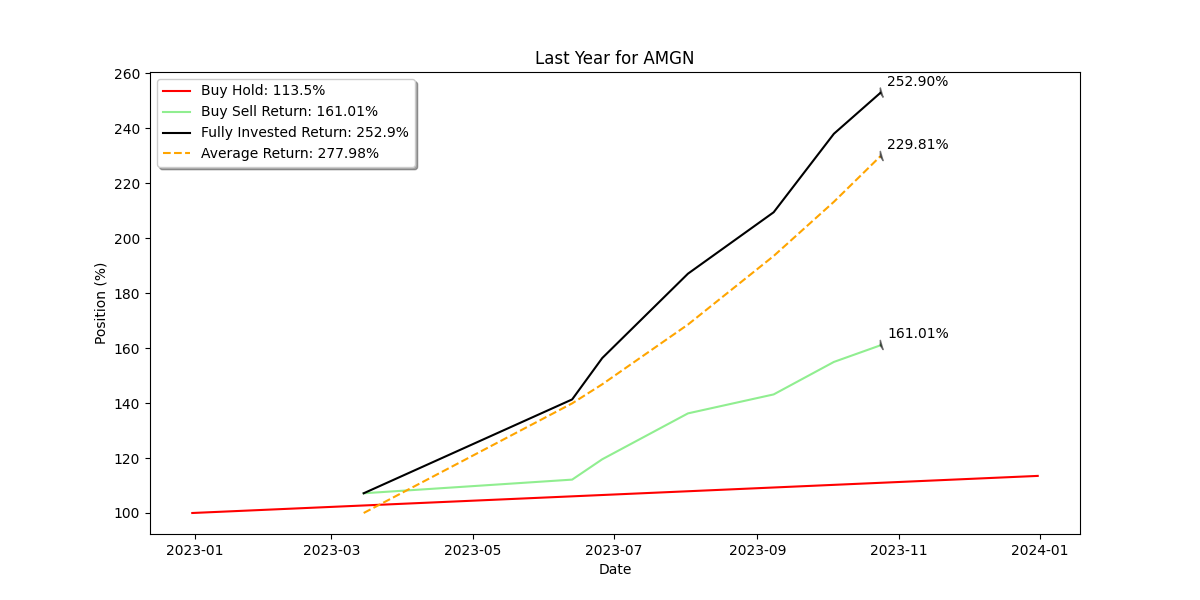 Last Year for AMGN
Buy Hold: 113.5%
Buy Sell Return: 161.01%
Fully Invested Return: 252.9%
Average Return: 277.98%
252.90%
229.81%
161.01%
Position (%)
260
240
220
200
180
160
140
120
100
2023-01
2023-03
2023-05
2023-07
2023-09
2023-11
2024-01
Date